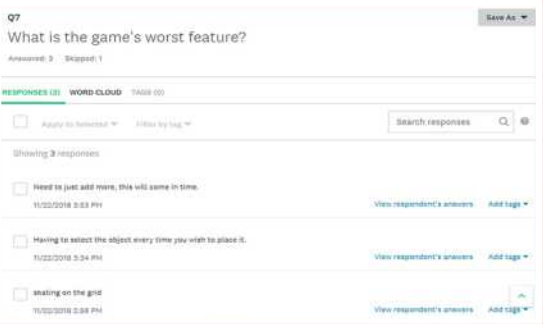 Q7
Save As
What is the game's worst feature?
Answered: 3 Skipped: 1
RESPONSES (3) WORD CLOUD TAGS (0)
Apply to Selected Filter by tag Search responses
Showing 3 responses
Need to just add more, this will come in time.
11/22/2018 3:53 PM View respondent's answers Add tags
Having to select the object every time you wish to place it.
11/22/2018 3:34 PM View respondent's answers Add tags
skating on the grid
11/22/2018 PM View respondent's answers Add tags